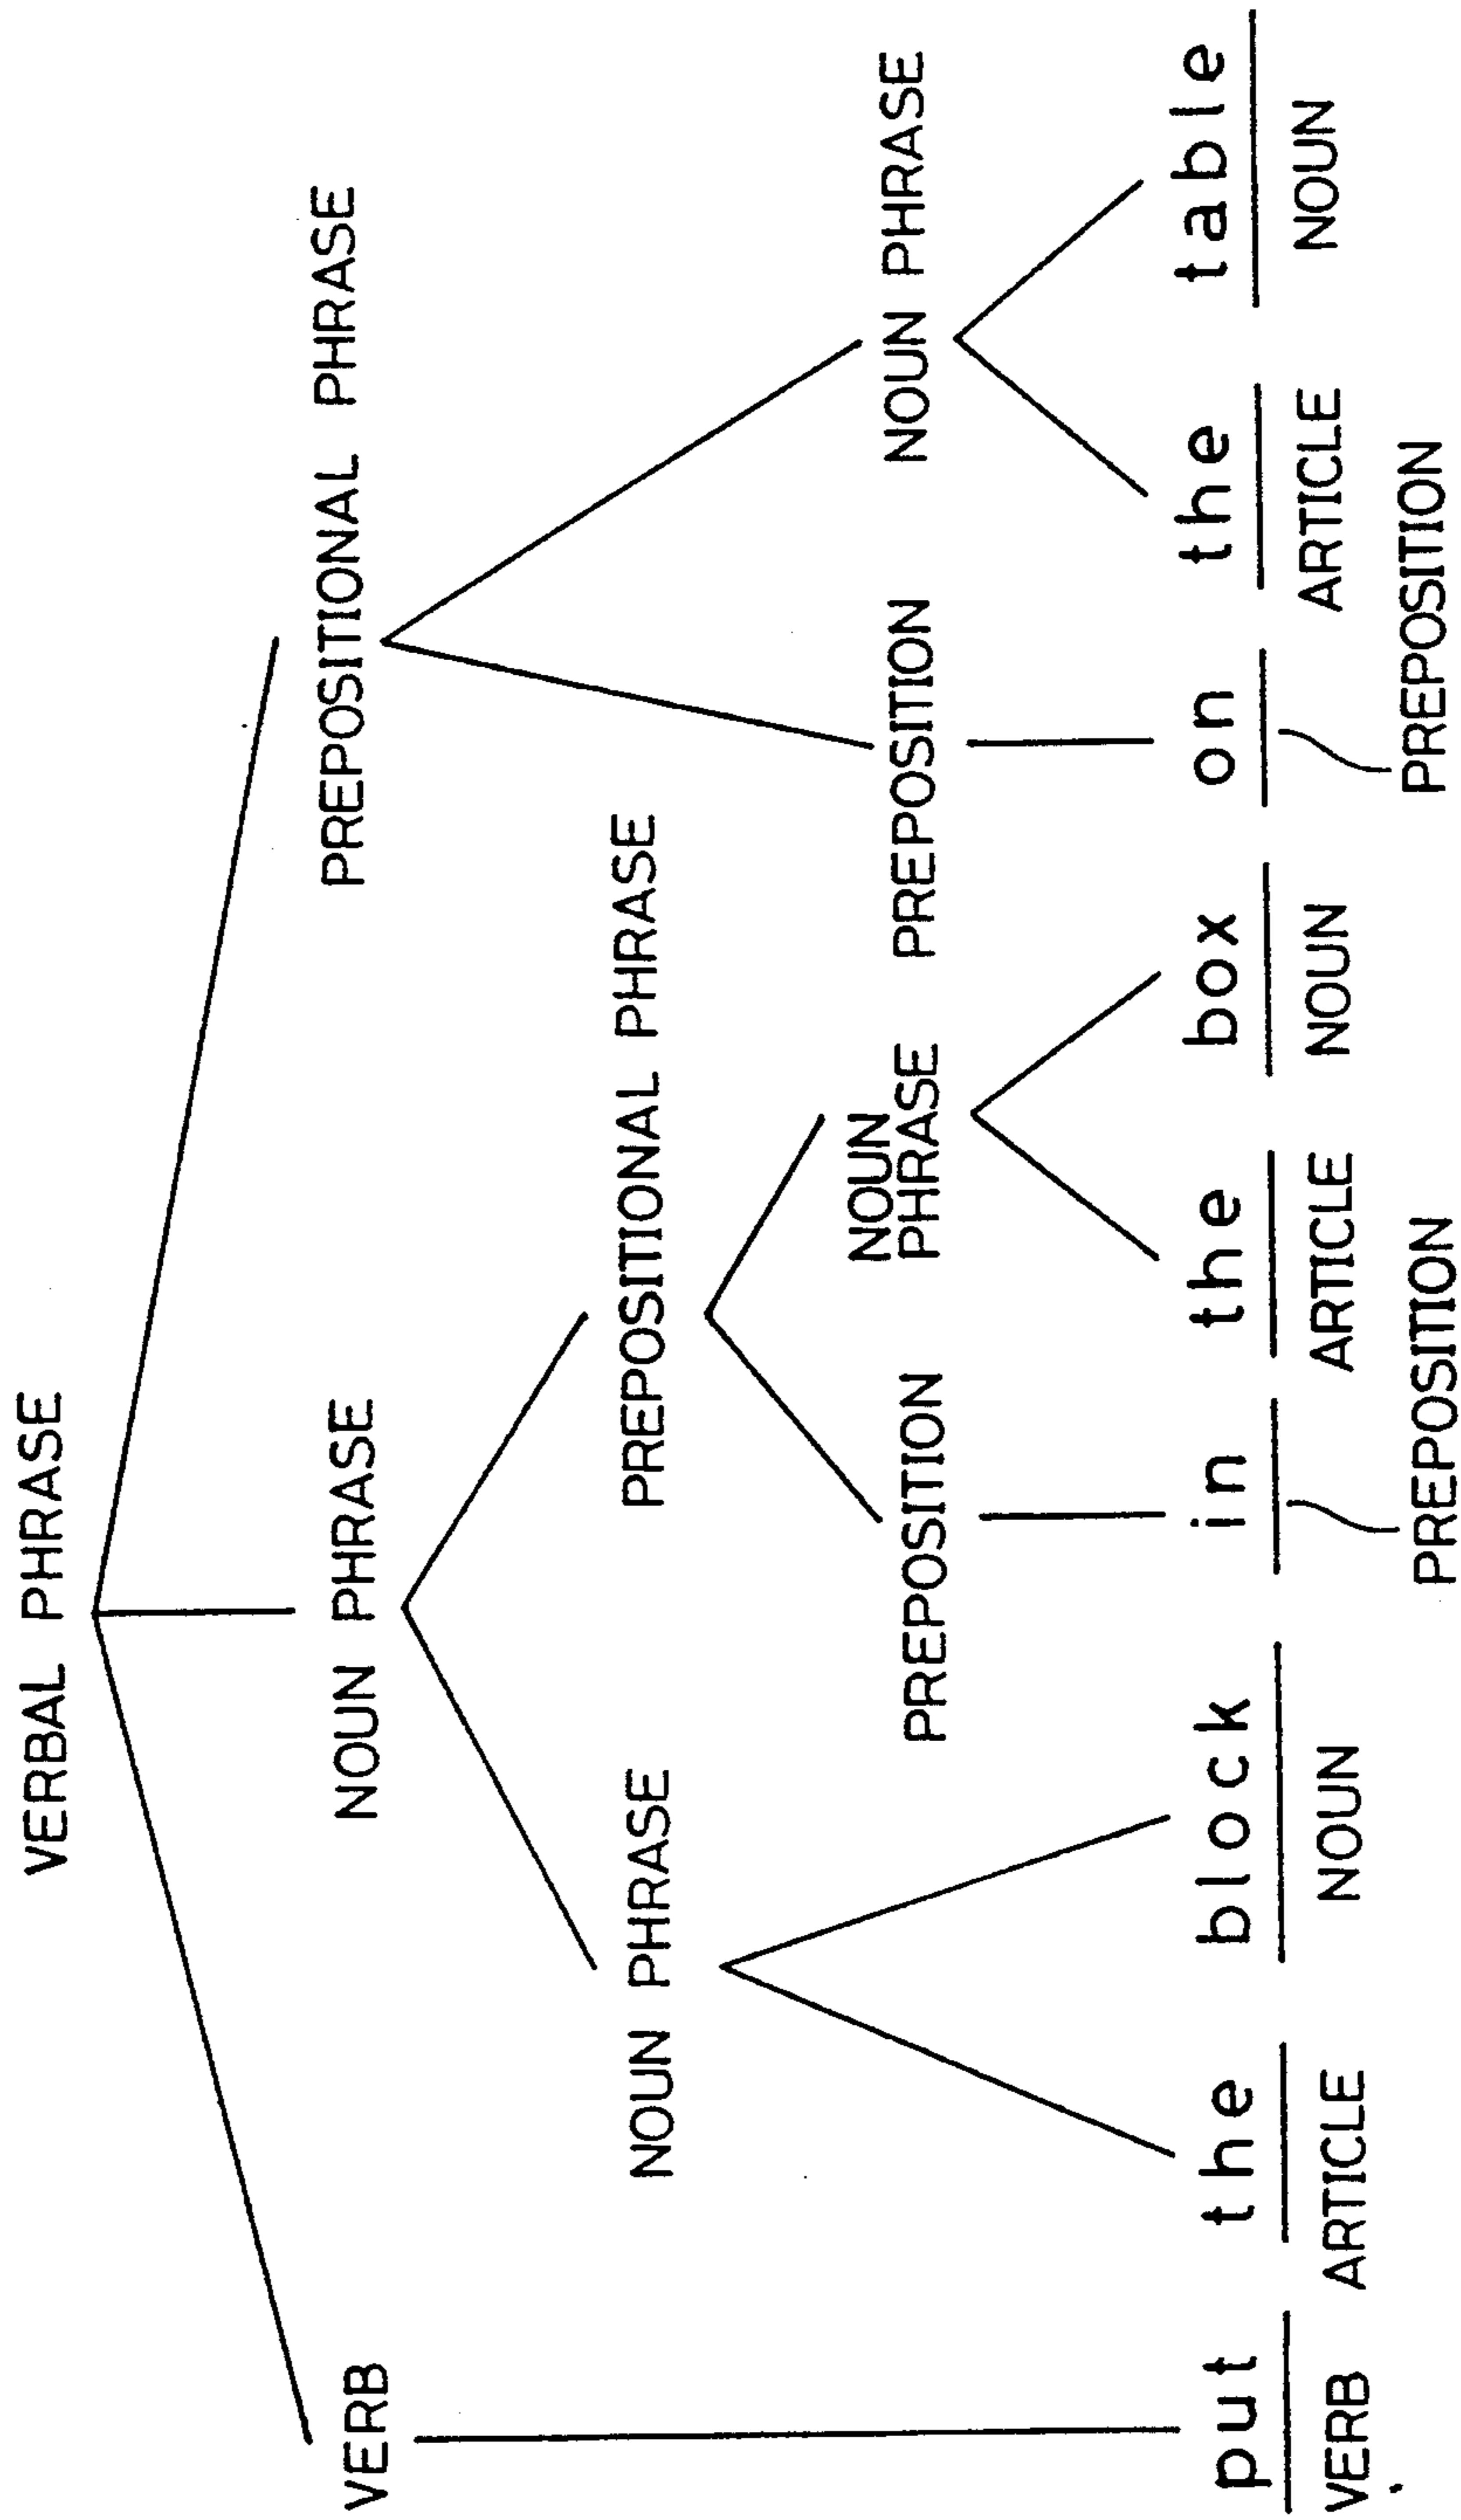 VERBAL PHRASE
VERB NOUN PHRASE PREPOSITIONAL PHRASE
NOUN PHRASE PREPOSITIONAL PHRASE
PREPOSITION NOUN PHRASE PREPOSITION NOUN PHRASE
put the block in the box on the table
VERB ARTICLE NOUN ARTICLE NOUN ARTICLE NOUN
PREPOSITION PREPOSITION